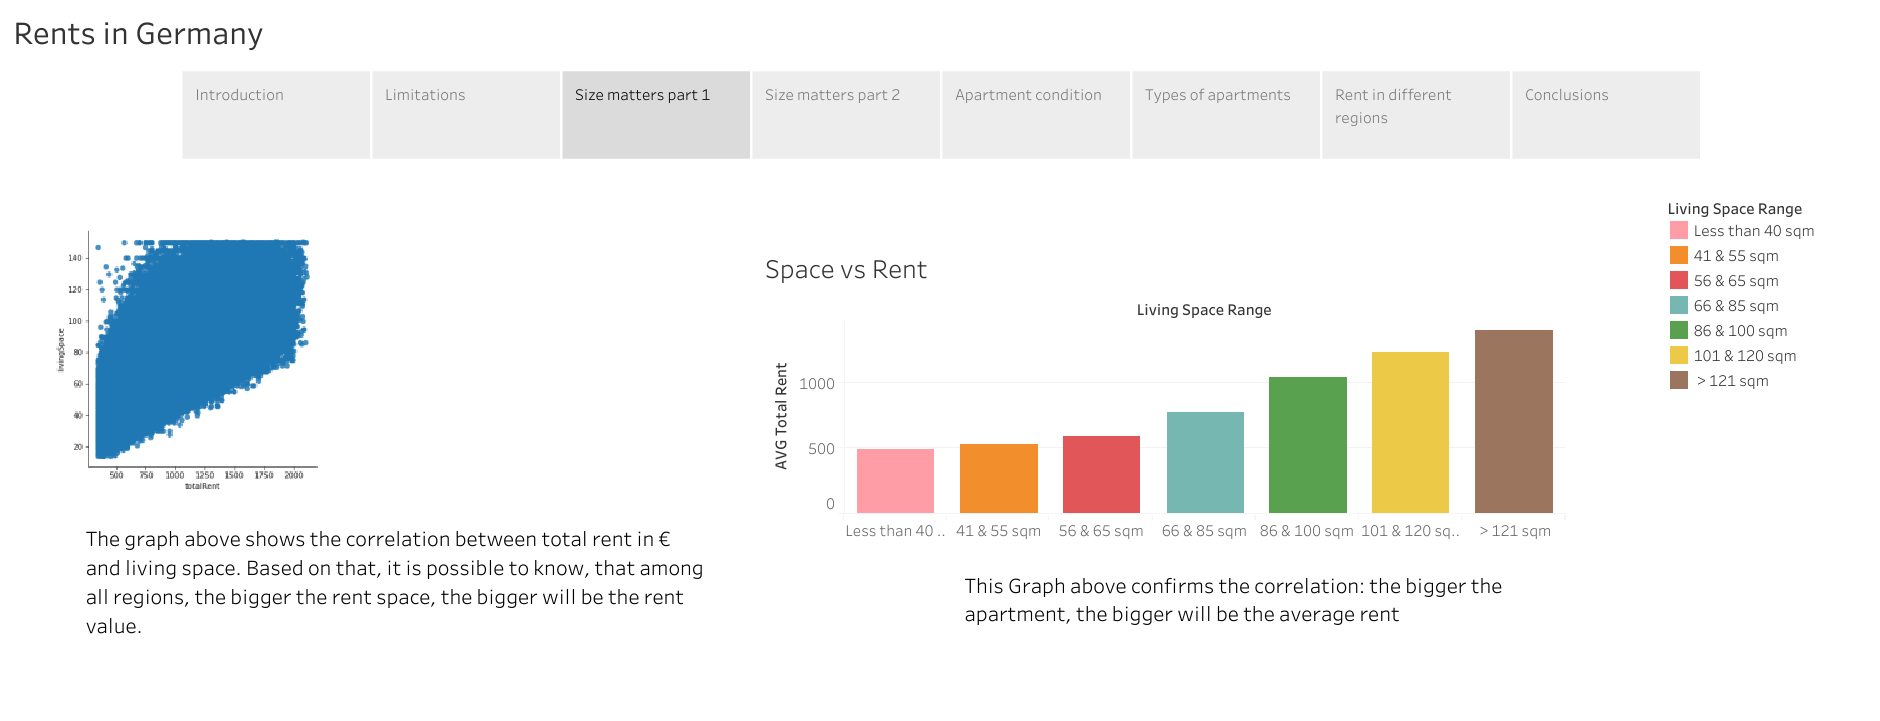 Rents in Germany
Introduction
Limitations
Size matters part 1
Size matters part 2
Apartment condition
Types of apartments
Rent in different
regions
Conclusions
140
120
100
80
60
40
20
livingSpace
500 750 1000 1250 1500 1750 2000
totalRent
The graph above shows the correlation between total rent in €
and living space. Based on that, it is possible to know, that among
all regions, the bigger the rent space, the bigger will be the rent
value.
Space vs Rent
Living Space Range
AVG Total Rent
1000
500
0
Less than 40 ..
41 & 55 sqm
56 & 65 sqm
66 & 85 sqm
86 & 100 sqm
101 & 120 sq..
> 121 sqm
This Graph above confirms the correlation: the bigger the
apartment, the bigger will be the average rent
Living Space Range
Less than 40 sqm
41 & 55 sqm
56 & 65 sqm
66 & 85 sqm
86 & 100 sqm
101 & 120 sqm
> 121 sqm